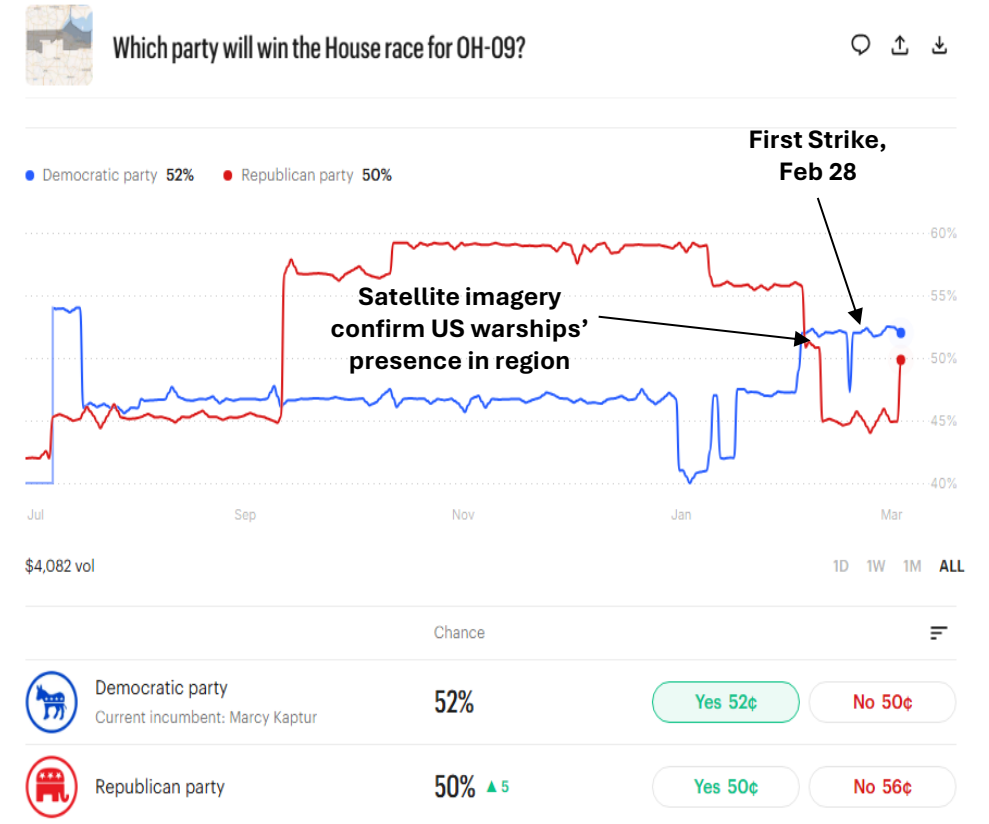 Which party will win the House race for OH-09?
First Strike,
Feb 28
Democratic party 52% Republican party 50%
60%
55%
Satellite imagery
confirm US warships’
presence in region
50%
45%
40%
Jul Sep Nov Jan Mar
$4,082 vol 1D 1W 1M ALL
Chance
Democratic party
Current incumbent: Marcy Kaptur
52% Yes 52¢ No 50¢
Republican party 50% ▲ 5 Yes 50¢ No 56¢